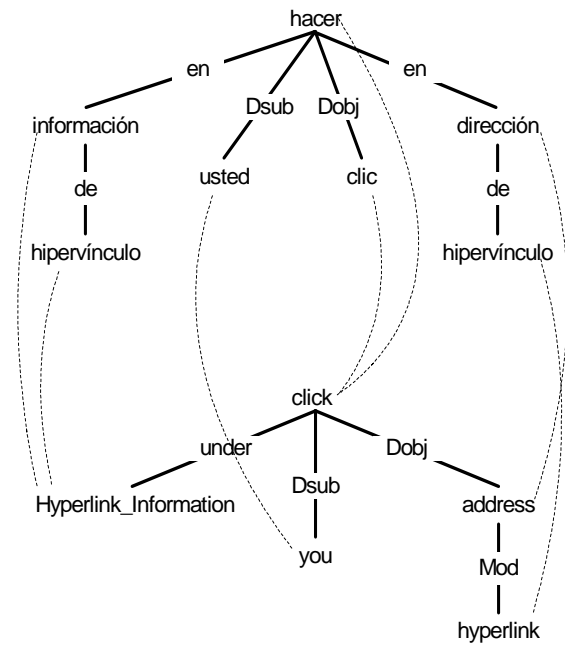 hacer
en en
Dsub Dobj
información dirección
usted clic
de de
hipervínculo hipervínculo
click
under Dobj
Dsub
Hyperlink_Information address
you
Mod
hyperlink